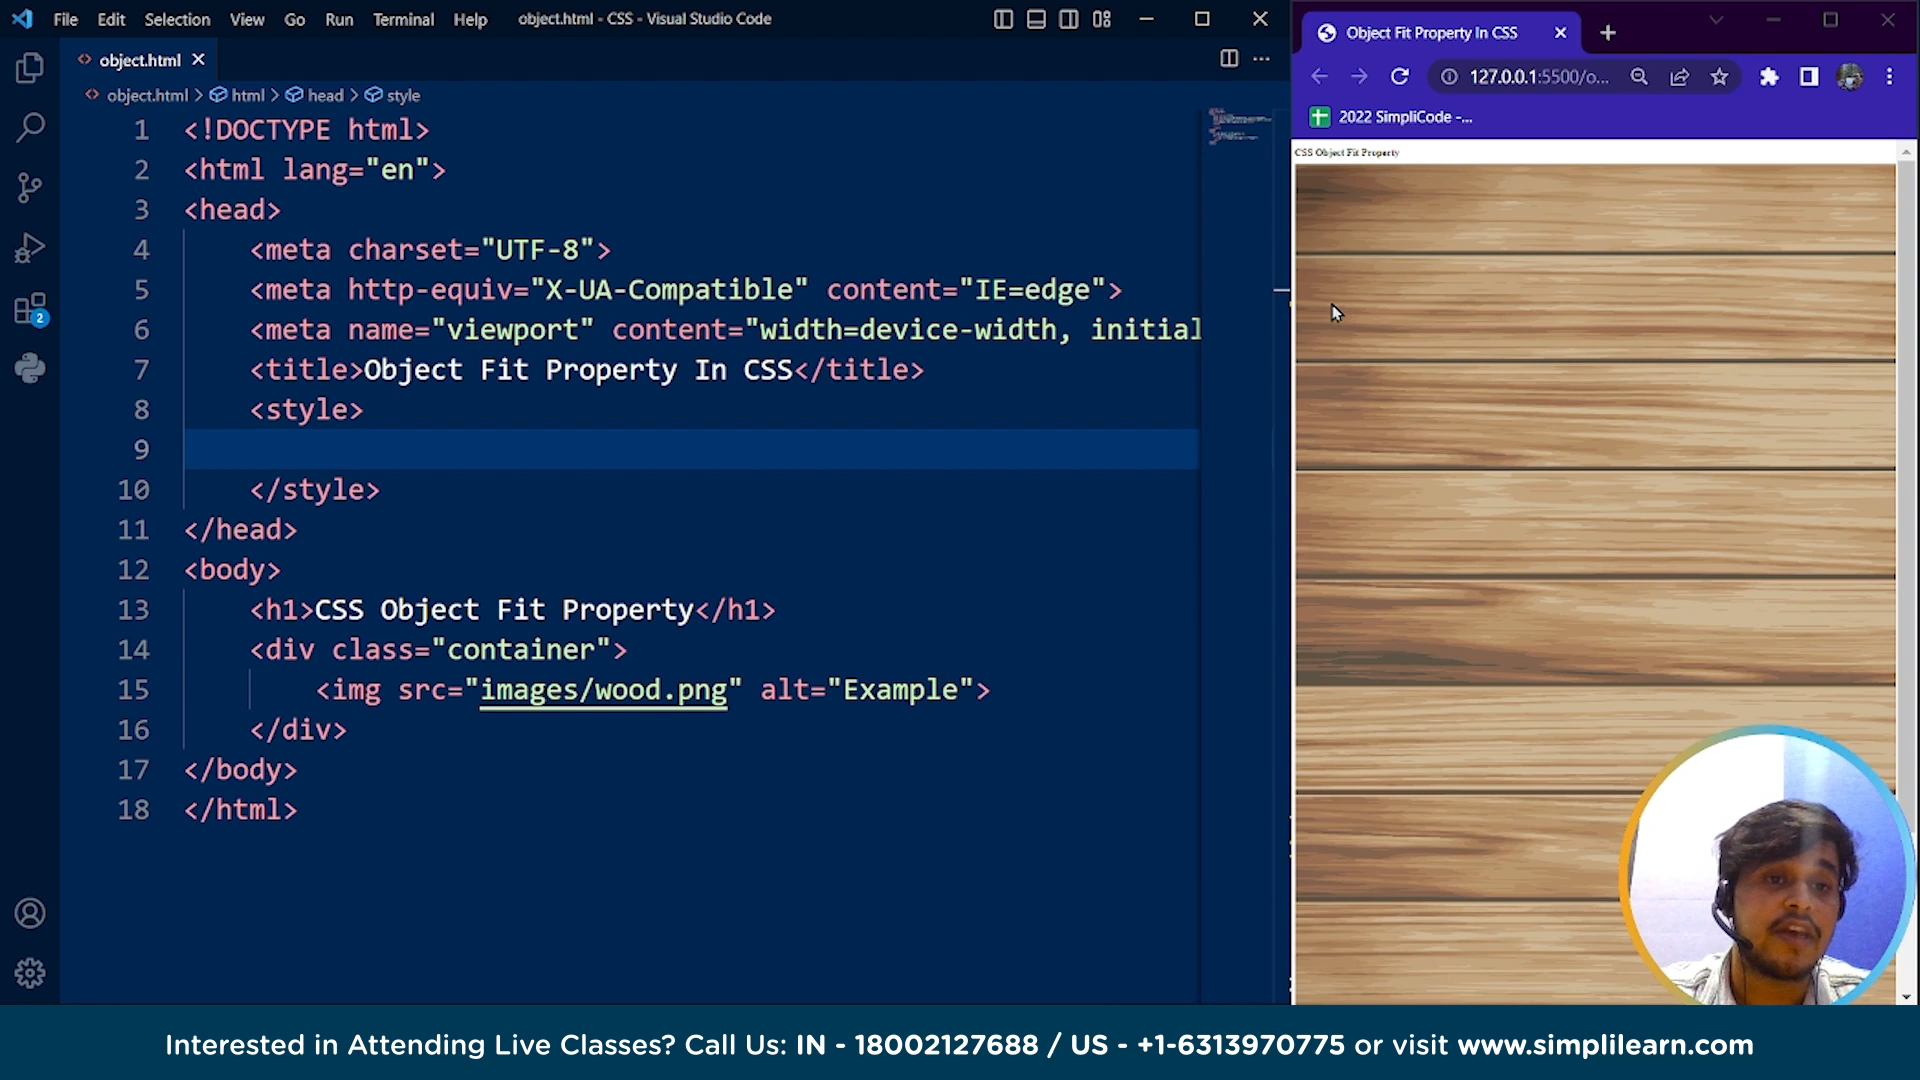 File Edit Selection View Go Run Terminal Help object.html - CSS - Visual Studio Code
object.html
object.html > html > head > style
1 <!DOCTYPE html>
2 <html lang="en">
3 <head>
4 <meta charset="UTF-8">
5 <meta http-equiv="X-UA-Compatible" content="IE=edge">
6 <meta name="viewport" content="width=device-width, initial
7 <title>Object Fit Property In CSS</title>
8 <style>
9
10 </style>
11 </head>
12 <body>
13 <h1>CSS Object Fit Property</h1>
14 <div class="container">
15 <img src="images/wood.png" alt="Example">
16 </div>
17 </body>
18 </html>
2
Object Fit Property In CSS
127.0.0.1:5500/o...
2022 SimpliCode -...
CSS Object Fit Property
Interested in Attending Live Classes? Call Us: IN - 18002127688 / US - +1-6313970775 or visit www.simplilearn.com